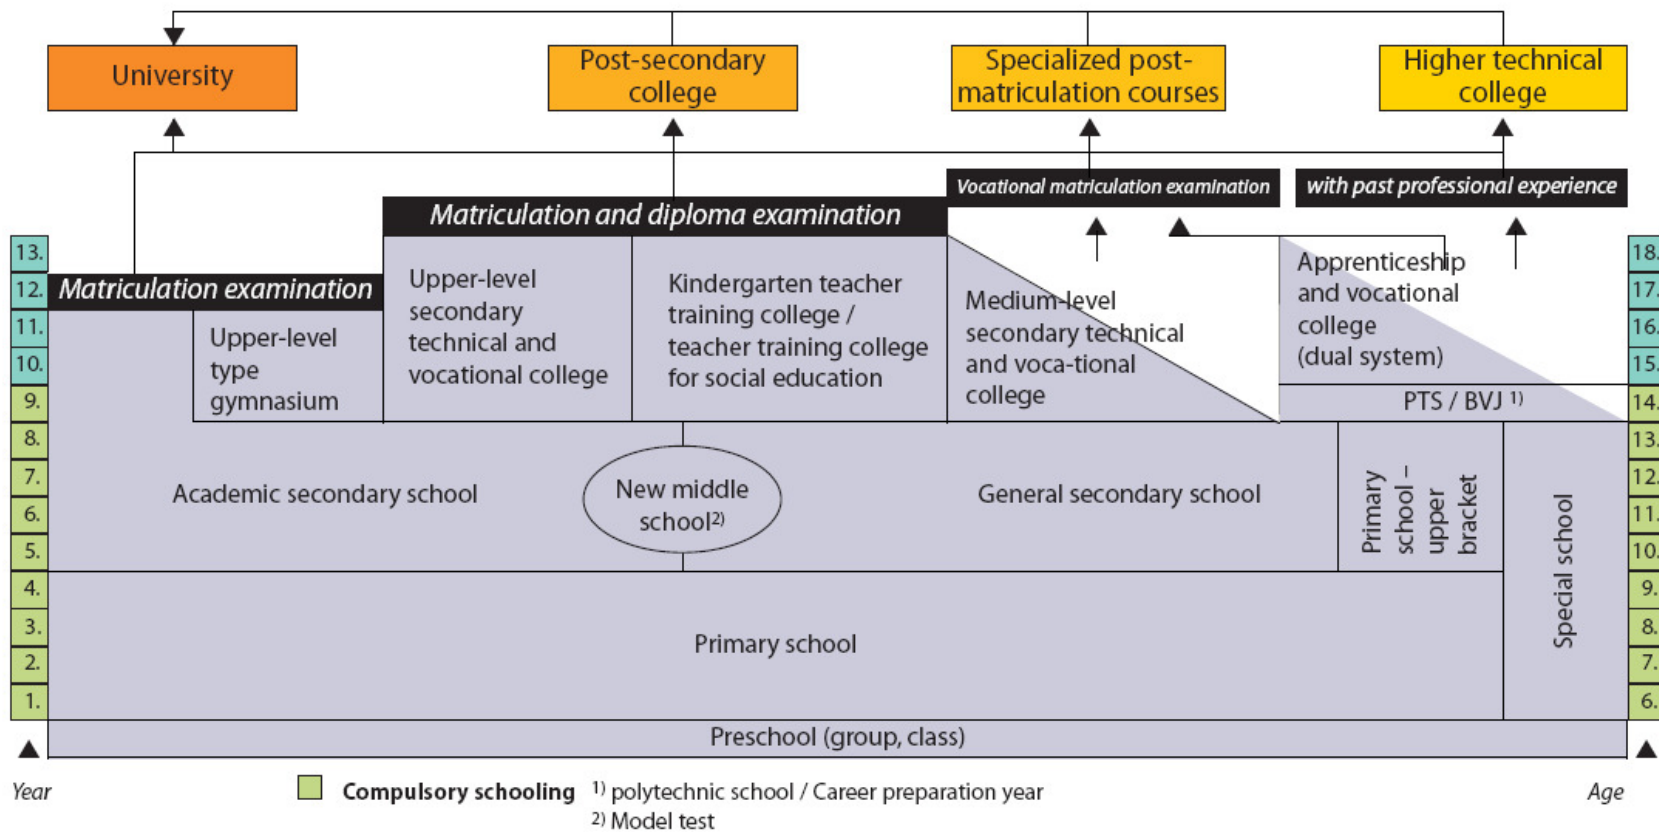 University
Post-secondary
college
Specialized post-
matriculation courses
Higher technical
college
Vocational matriculation examination
with past professional experience
Matriculation and diploma examination
Matriculation examination
13.
12.
11.
10.
9.
8.
7.
6.
5.
4.
3.
2.
1.
Upper-level
type
gymnasium
Upper-level
secondary
technical and
vocational college
Kindergarten teacher
training college /
teacher training college
for social education
Medium-level
secondary technical
and voca-tional
college
Apprenticeship
and vocational
college
(dual system)
PTS / BVJ 1)
18.
17.
16.
15.
14.
13.
12.
11.
10.
9.
8.
7.
6.
Academic secondary school
New middle
school2)
General secondary school
Primary
school –
upper
bracket
Special school
Primary school
Preschool (group, class)
Year
Compulsory schooling
1) polytechnic school / Career preparation year
2) Model test
Age